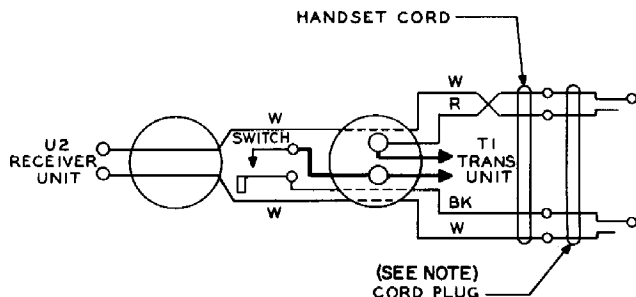 HANDSET CORD
W
R
W
SWITCH
U2
RECEIVER
UNIT
T1
TRANS
UNIT
BK
W
W
(SEE NOTE)
CORD PLUG